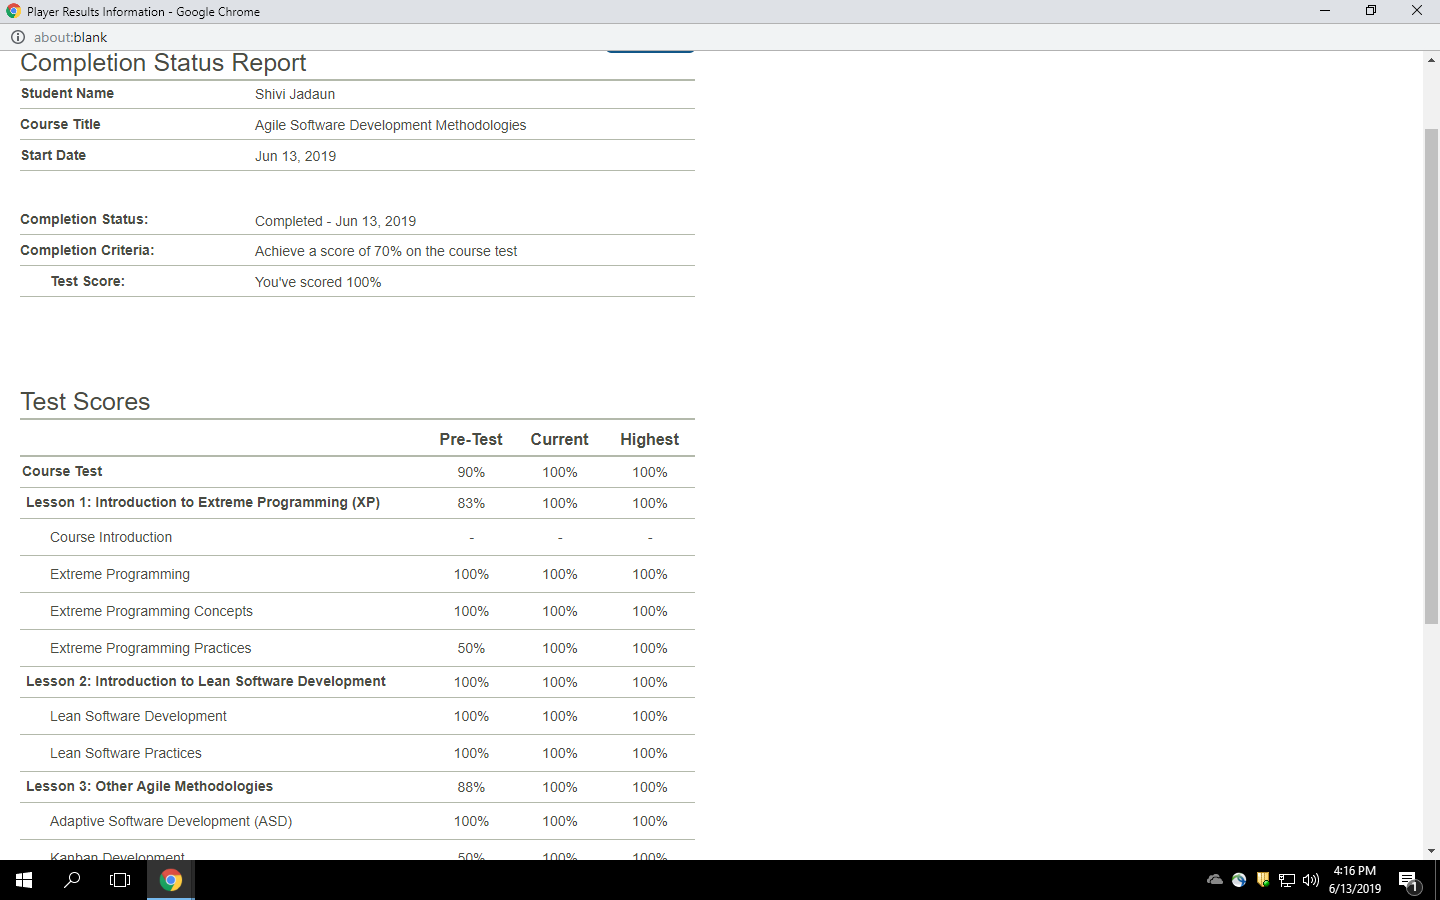 Player Results Information - Google Chrome
about:blank
Completion Status Report
Student Name Shivi Jadaun
Course Title Agile Software Development Methodologies
Start Date Jun 13, 2019
Completion Status: Completed - Jun 13, 2019
Completion Criteria: Achieve a score of 70% on the course test
Test Score: You've scored 100%
Test Scores
Pre-Test Current Highest
Course Test 90% 100% 100%
Lesson 1: Introduction to Extreme Programming (XP) 83% 100% 100%
Course Introduction - - -
Extreme Programming 100% 100% 100%
Extreme Programming Concepts 100% 100% 100%
Extreme Programming Practices 50% 100% 100%
Lesson 2: Introduction to Lean Software Development 100% 100% 100%
Lean Software Development 100% 100% 100%
Lean Software Practices 100% 100% 100%
Lesson 3: Other Agile Methodologies 88% 100% 100%
Adaptive Software Development (ASD) 100% 100% 100%
Kanban Development 50% 100% 100%
4:16 PM
6/13/2019
1